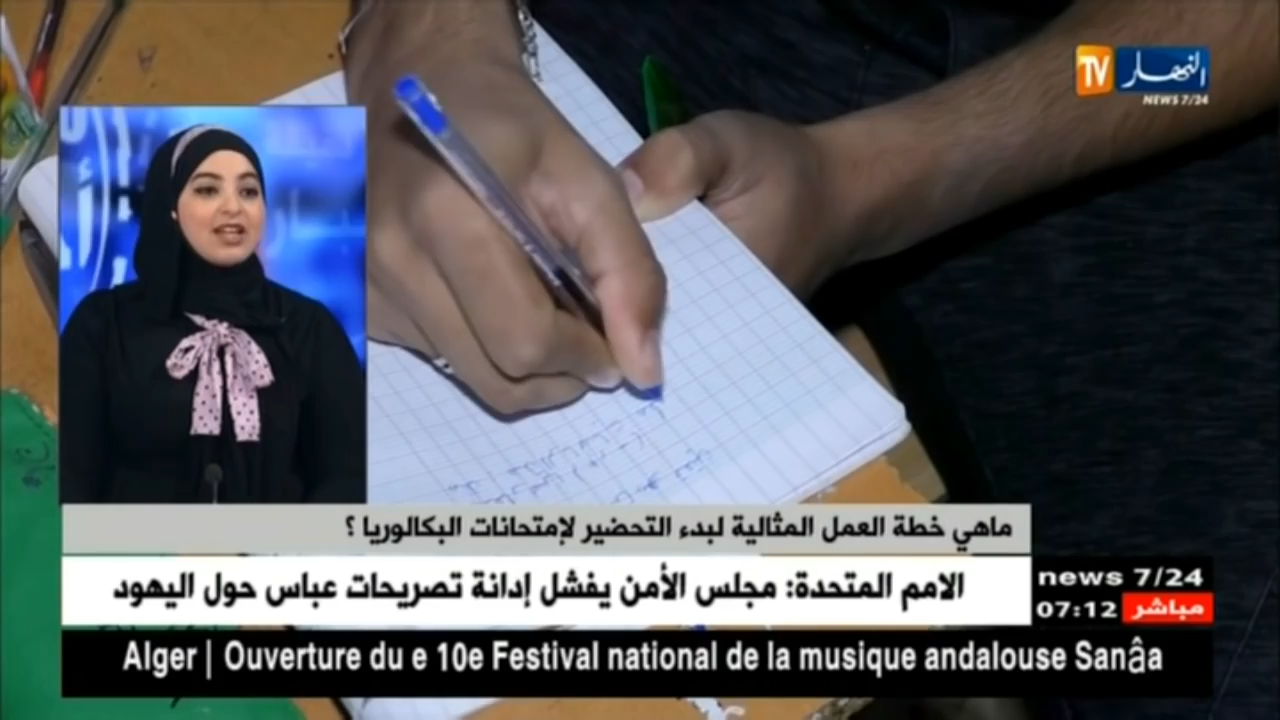 TV النهار
NEWS 7/24
ماهي خطة العمل المثالية لبدء التحضير لإمتحانات البكالوريا ؟
الامم المتحدة: مجلس الأمن يفشل إدانة تصريحات عباس حول اليهود
news 7/24
07:12 مباشر
Alger | Ouverture du e 10e Festival national de la musique andalouse Sanâa